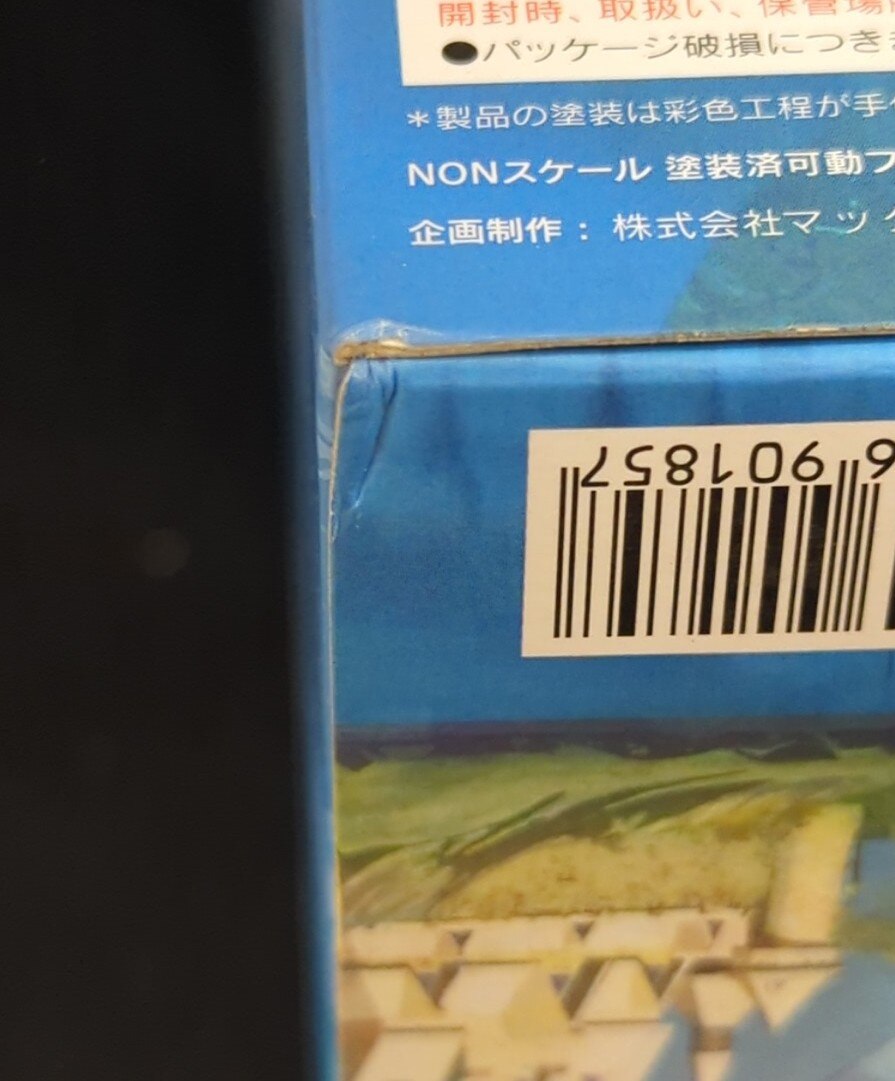 開封時、取扱い、保管場
●パッケージ破損につき
*製品の塗装は彩色工程が手
NONスケール 塗装済可動フ
企画制作：株式会社マック
6 901857